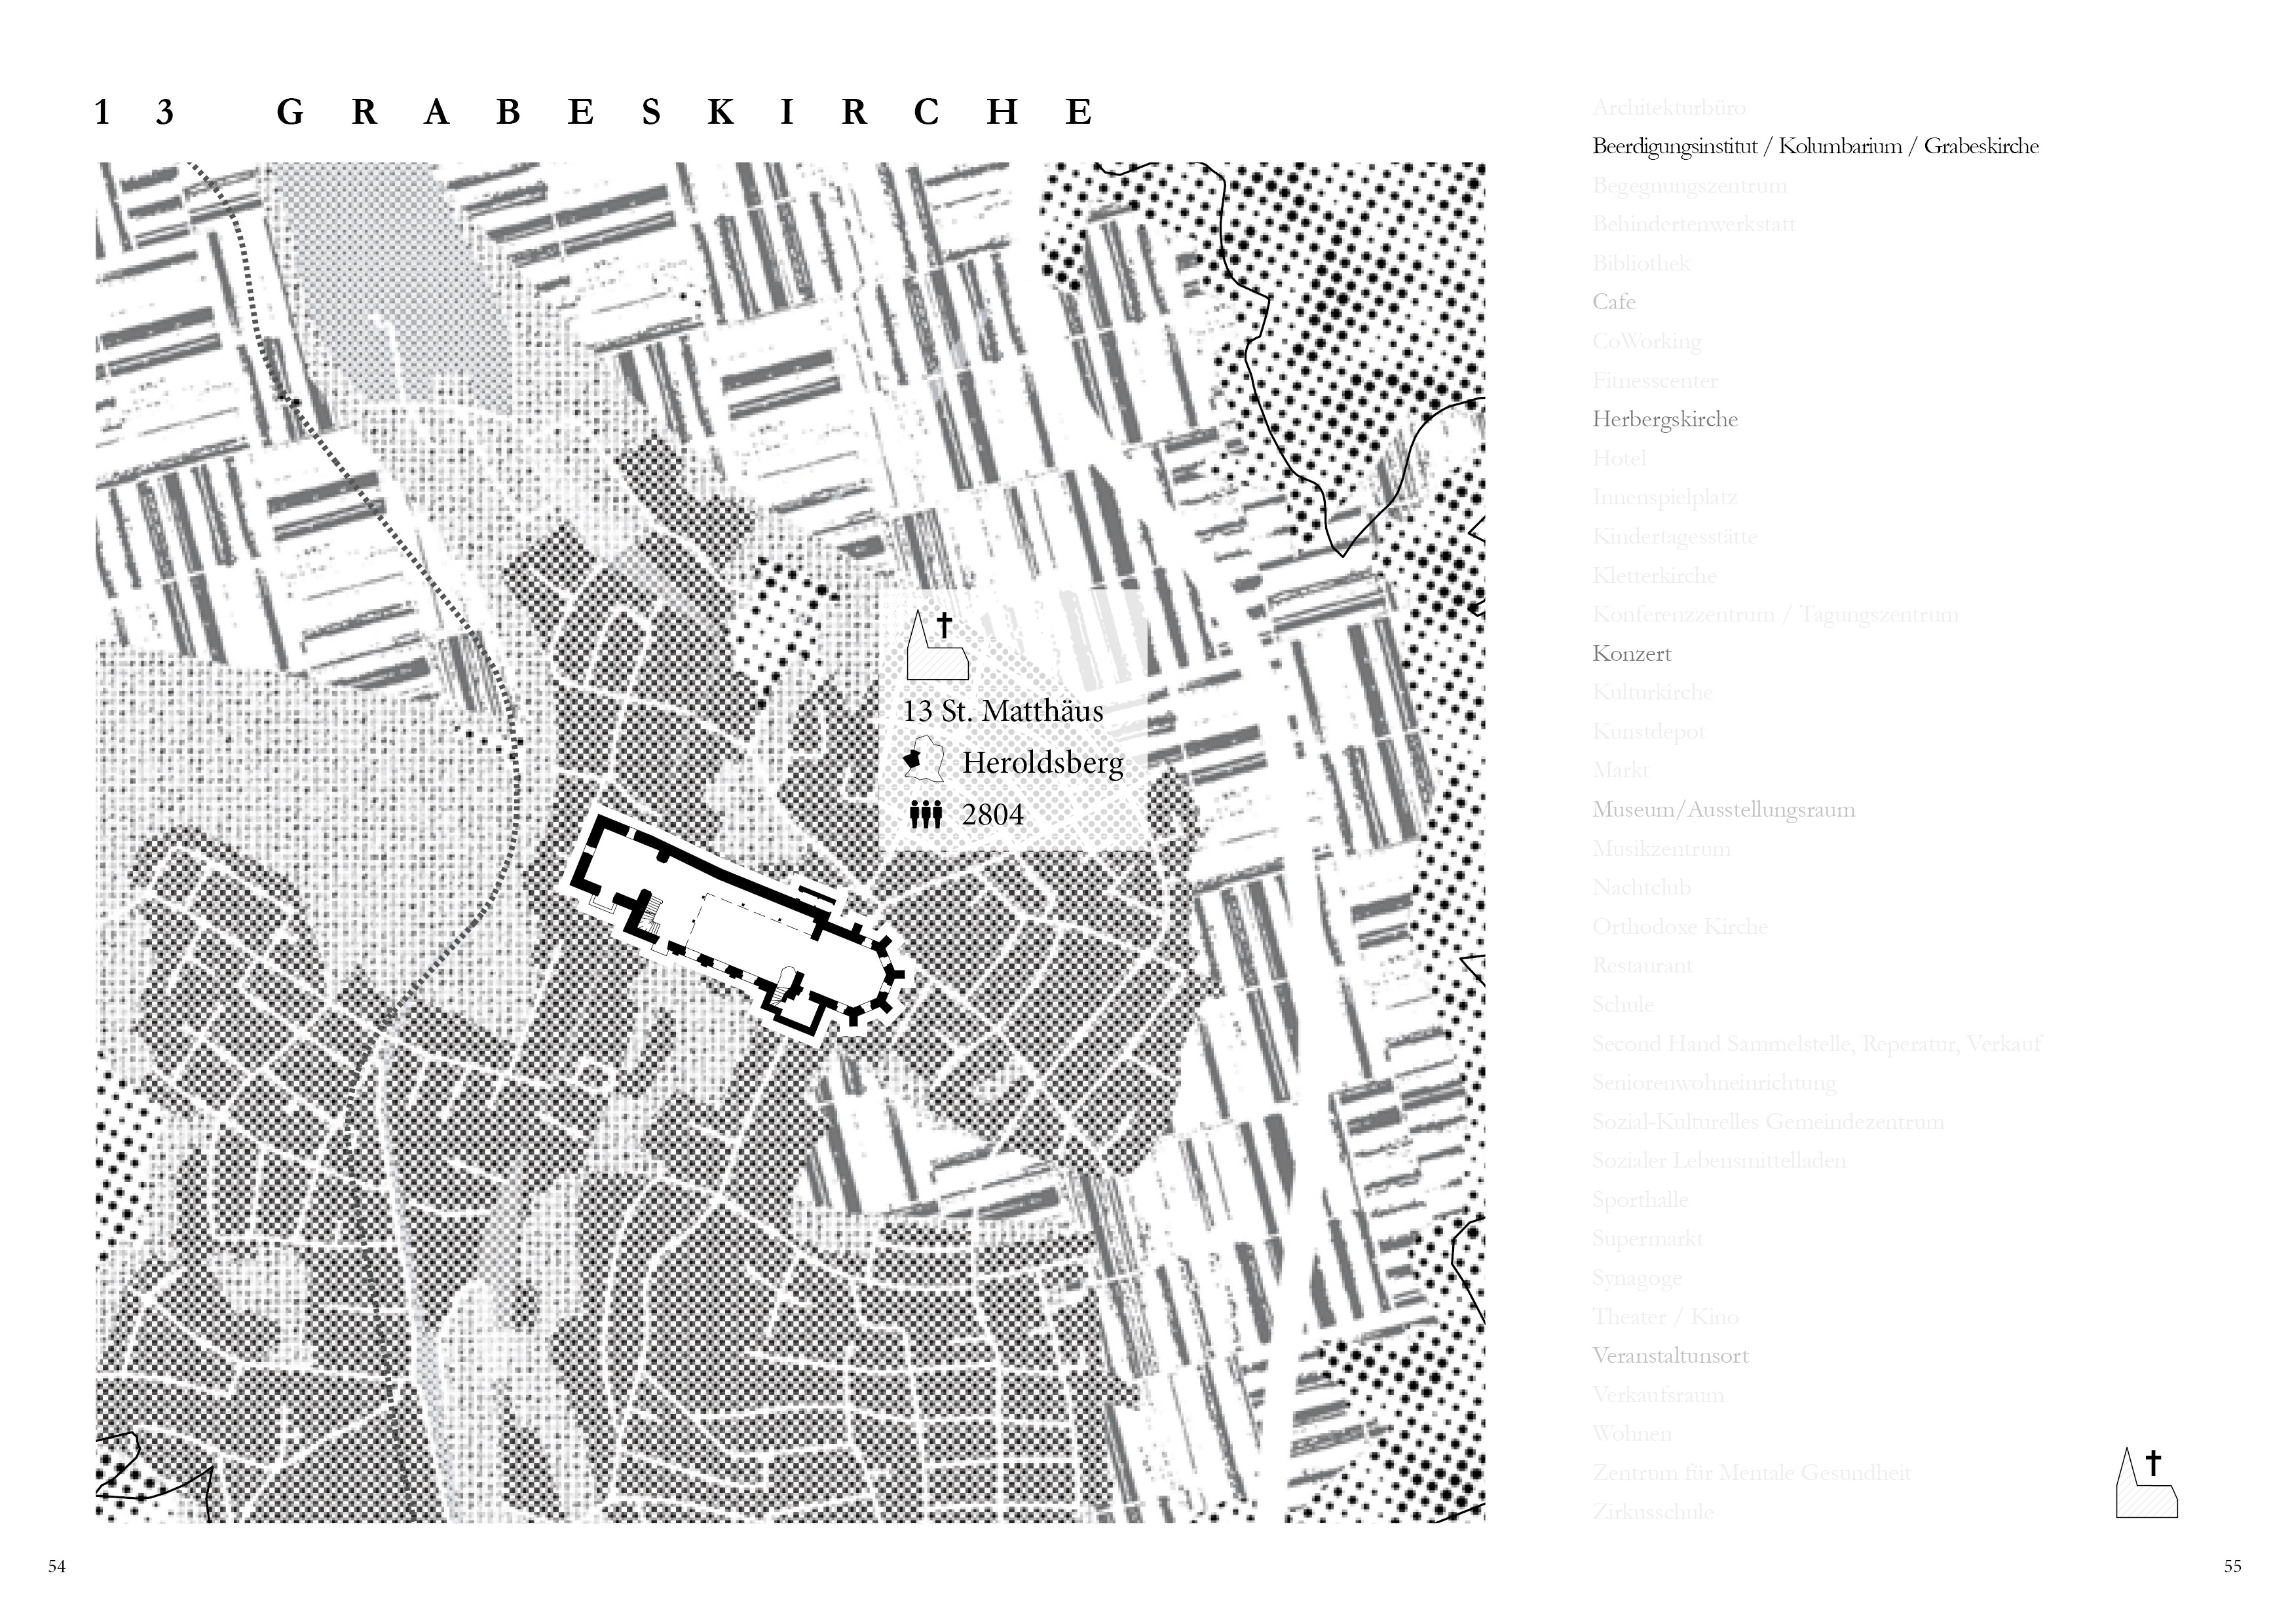 13 GRABESKIRCHE
13 St. Matthäus
Heroldsberg
2804
54
Architekturbüro
Beerdigungsinstitut / Kolumbarium / Grabeskirche
Begegnungszentrum
Behindertenwerkstatt
Bibliothek
Cafe
CoWorking
Fitnesscenter
Herbergskirche
Hotel
Innenspielplatz
Kindertagesstätte
Kletterkirche
Konferenzzentrum / Tagungszentrum
Konzert
Kulturkirche
Kunstdepot
Markt
Museum/Ausstellungsraum
Musikzentrum
Nachtclub
Orthodoxe Kirche
Restaurant
Schule
Second Hand Sammelstelle, Reperatur, Verkauf
Seniorenwohneinrichtung
Sozial-Kulturelles Gemeindezentrum
Sozialer Lebensmittelladen
Sporthalle
Supermarkt
Synagoge
Theater / Kino
Veranstaltunsort
Verkaufsraum
Wohnen
Zentrum für Mentale Gesundheit
Zirkusschule
55